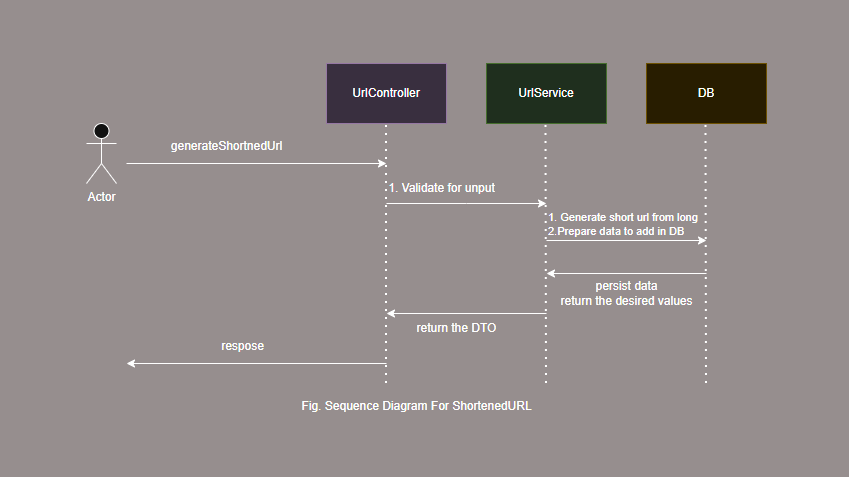 UrlController
UrlService
DB
generateShortnedUrl
Actor
1. Validate for unput
1. Generate short url from long
2.Prepare data to add in DB
persist data
return the desired values
return the DTO
respose
Fig. Sequence Diagram For ShortenedURL